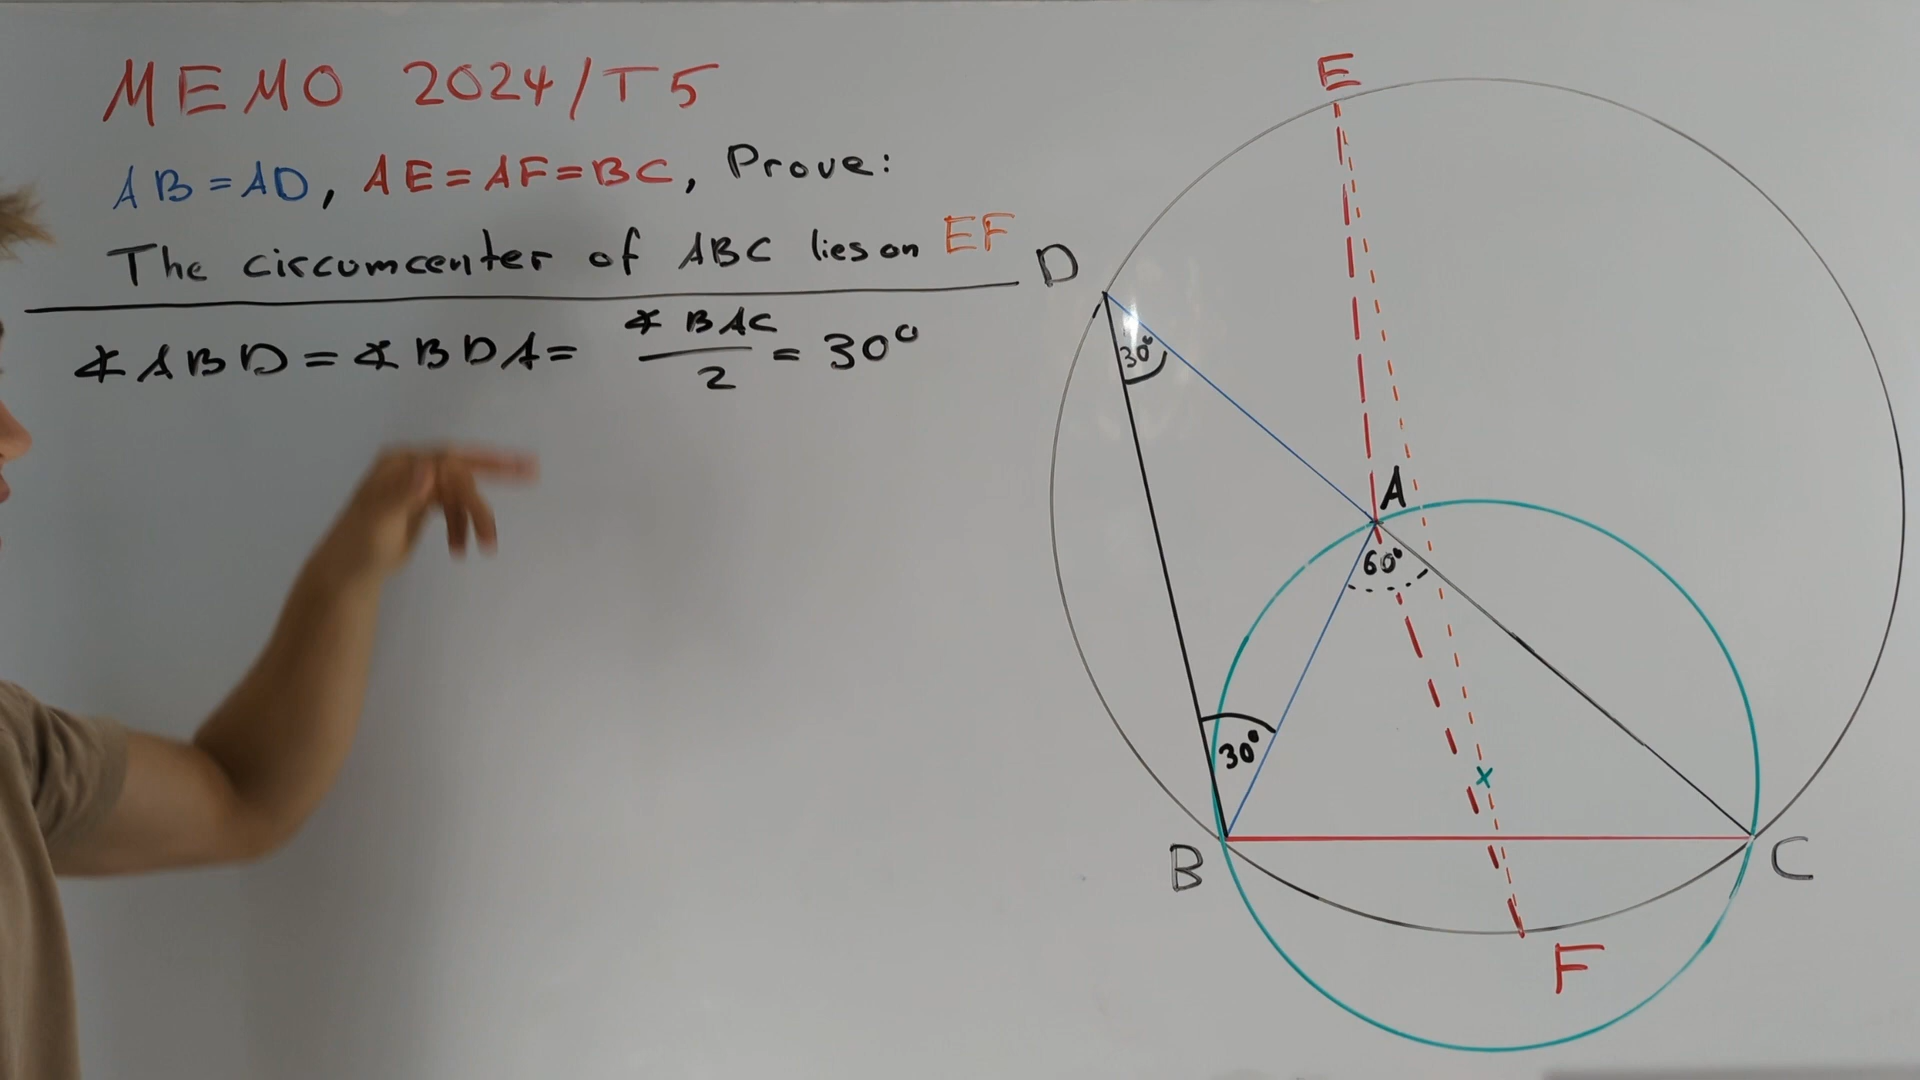 MEMO 2024/T5
AB=AD, AE=AF=BC, Prove:
The circumcenter of ABC lies on EF
∡ABD=∡BDA= ∡BAC/2 = 30°
E
D
30°
A
60°
30°
x
B
C
F